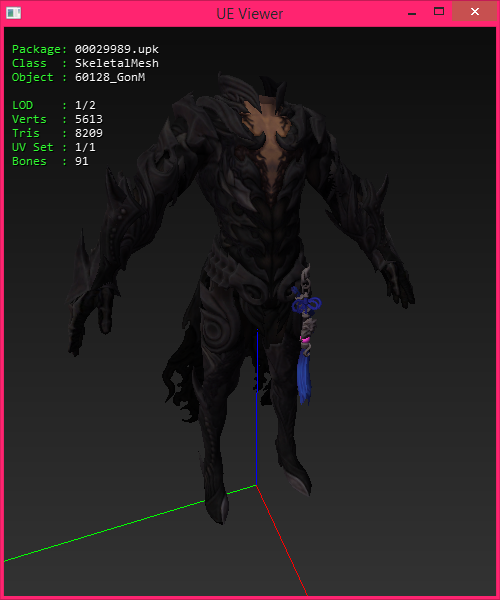 UE Viewer
Package: 00029989.upk
Class  : SkeletalMesh
Object : 60128_GonM
LOD    : 1/2
Verts  : 5613
Tris   : 8209
UV Set : 1/1
Bones  : 91